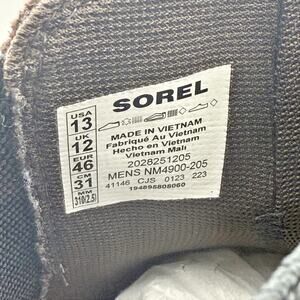 USA
13
UK
12
EUR
46
CM
31
MM
310(2.5)
SOREL
MADE IN VIETNAM
Fabriqué Au Vietnam
Hecho en Vietnam
Vietnam Malı
2028251205
MENS NM4900-205
41146 CJS 0123 223
194895808060